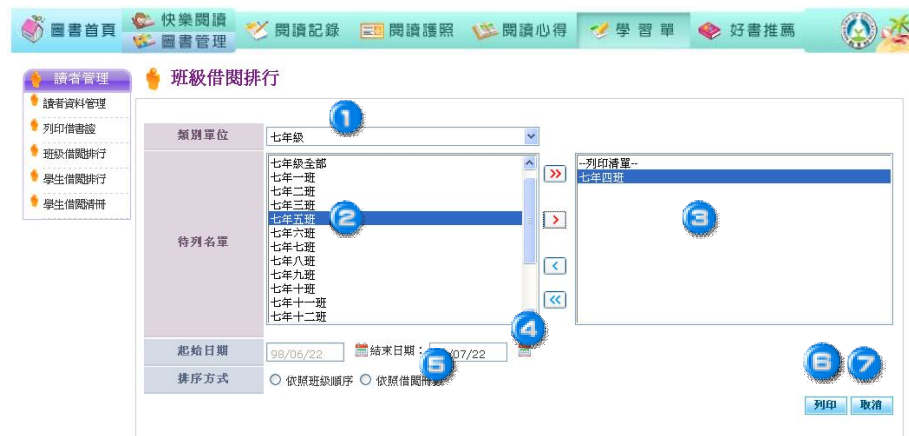 圖書首頁
快樂閱讀
圖書管理
閱讀記錄
閱讀護照
閱讀心得
學習單
好書推薦
讀者管理
讀者資料管理
列印借書證
班級借閱排行
學生借閱排行
學生借閱清冊
班級借閱排行
1
類別單位
七年級
待列名單
七年級全部
七年一班
七年二班
七年三班
七年五班
七年六班
七年七班
七年八班
七年九班
七年十班
七年十一班
七年十二班
2
--列印清單--
七年四班
3
4
起始日期
98/06/22
結束日期：
/07/22
5
排序方式
依照班級順序
依照借閱冊數
6
7
列印
取消